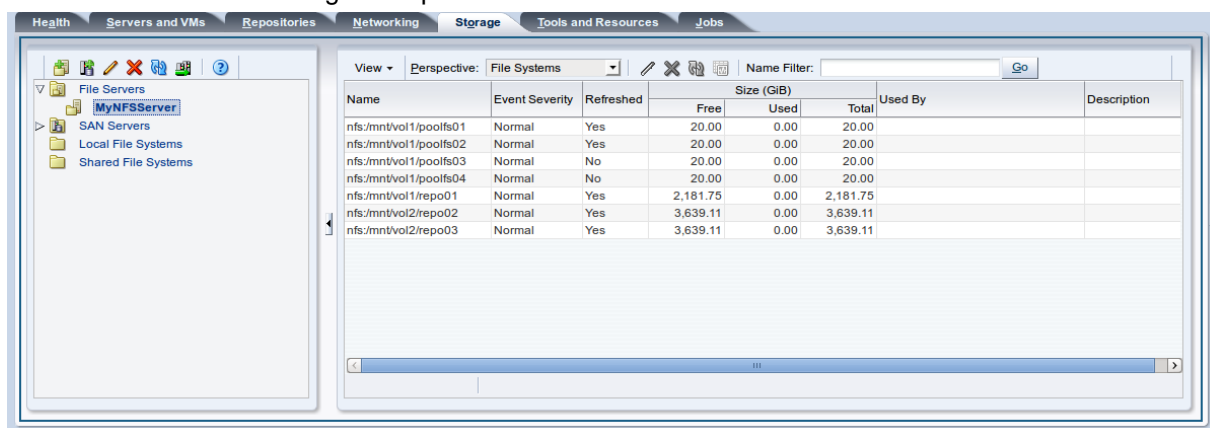 Health Servers and VMs Repositories Networking Storage Tools and Resources Jobs
View Perspective: File Systems Name Filter: Go
File Servers
MyNFSServer
SAN Servers
Local File Systems
Shared File Systems
Name Event Severity Refreshed Size (GiB) Used By Description
Free Used Total
nfs:/mnt/vol1/poolfs01 Normal Yes 20.00 0.00 20.00
nfs:/mnt/vol1/poolfs02 Normal Yes 20.00 0.00 20.00
nfs:/mnt/vol1/poolfs03 Normal No 20.00 0.00 20.00
nfs:/mnt/vol1/poolfs04 Normal No 20.00 0.00 20.00
nfs:/mnt/vol1/repo01 Normal Yes 2,181.75 0.00 2,181.75
nfs:/mnt/vol2/repo02 Normal Yes 3,639.11 0.00 3,639.11
nfs:/mnt/vol2/repo03 Normal Yes 3,639.11 0.00 3,639.11